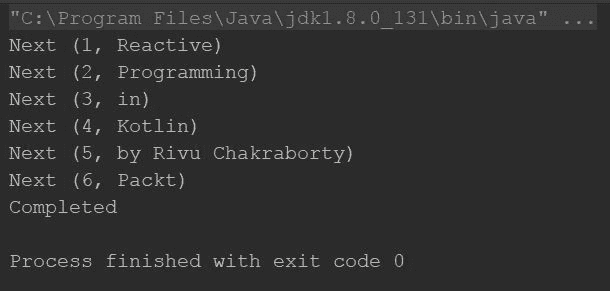 "C:\Program Files\Java\jdk1.8.0_131\bin\java" ...
Next (1, Reactive)
Next (2, Programming)
Next (3, in)
Next (4, Kotlin)
Next (5, by Rivu Chakraborty)
Next (6, Packt)
Completed
Process finished with exit code 0